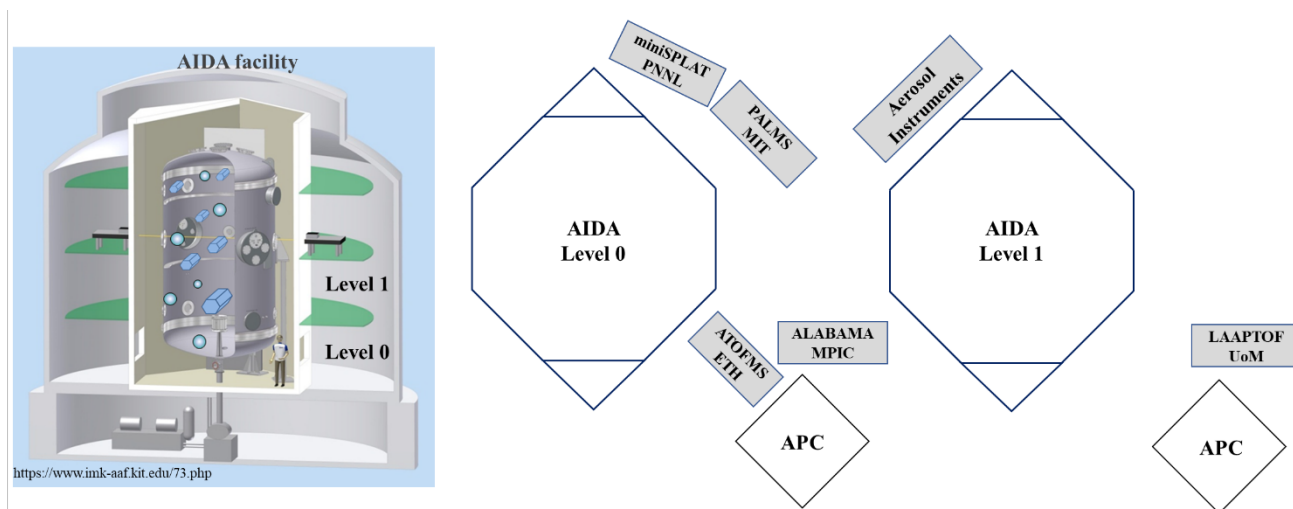 AIDA facility
Level 1
Level 0
https://www.imk-aaf.kit.edu/73.php
miniSPLAT
PNNL
PALMS
MIT
AIDA
Level 0
ATOFMS
ETH
ALABAMA
MPIC
APC
Aerosol
Instruments
AIDA
Level 1
LAAPTOF
UoM
APC